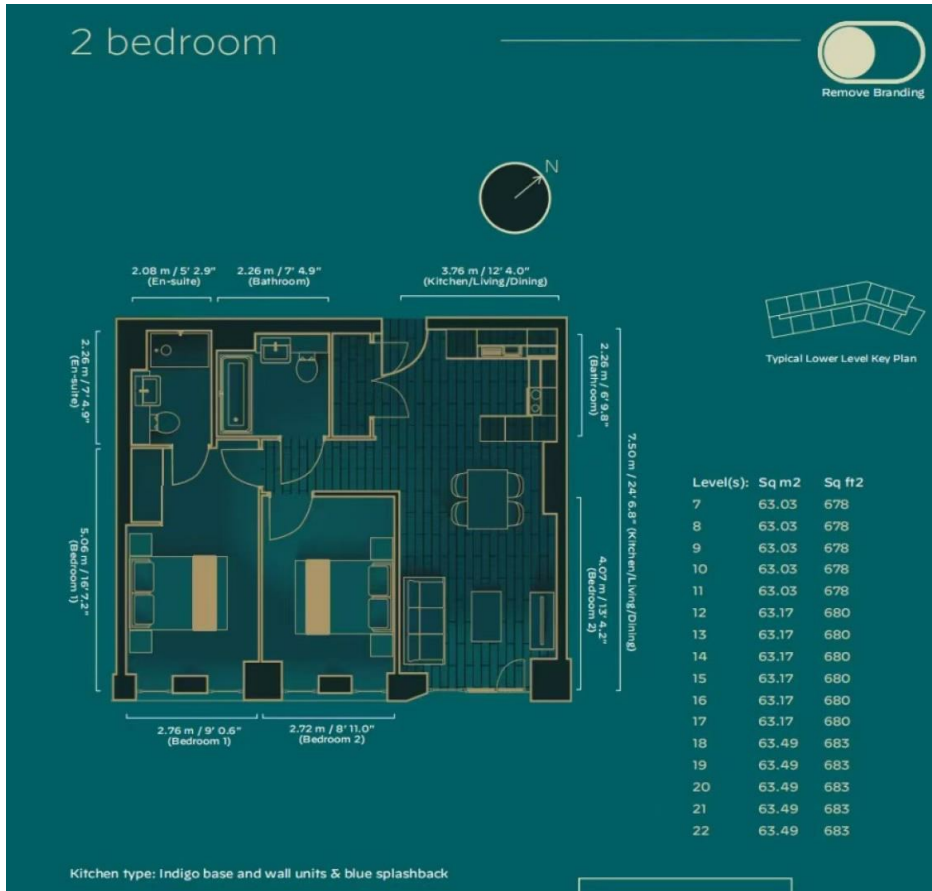 2 bedroom
Remove Branding
N
2.08 m / 5' 2.9"
(En-suite)
2.26 m / 7' 4.9"
(Bathroom)
3.76 m / 12' 4.0"
(Kitchen/Living/Dining)
2.26 m / 7' 4.9"
(En-suite)
2.26 m / 6' 9.8"
(Bathroom)
7.50 m / 24' 6.8" (Kitchen/Living/Dining)
5.06 m / 16' 7.2"
(Bedroom 1)
4.07 m / 13' 4.2"
(Bedroom 2)
2.76 m / 9' 0.6"
(Bedroom 1)
2.72 m / 8' 11.0"
(Bedroom 2)
Typical Lower Level Key Plan
Level(s): Sq m2 Sq ft2
7 63.03 678
8 63.03 678
9 63.03 678
10 63.03 678
11 63.03 678
12 63.17 680
13 63.17 680
14 63.17 680
15 63.17 680
16 63.17 680
17 63.17 680
18 63.49 683
19 63.49 683
20 63.49 683
21 63.49 683
22 63.49 683
Kitchen type: Indigo base and wall units & blue splashback